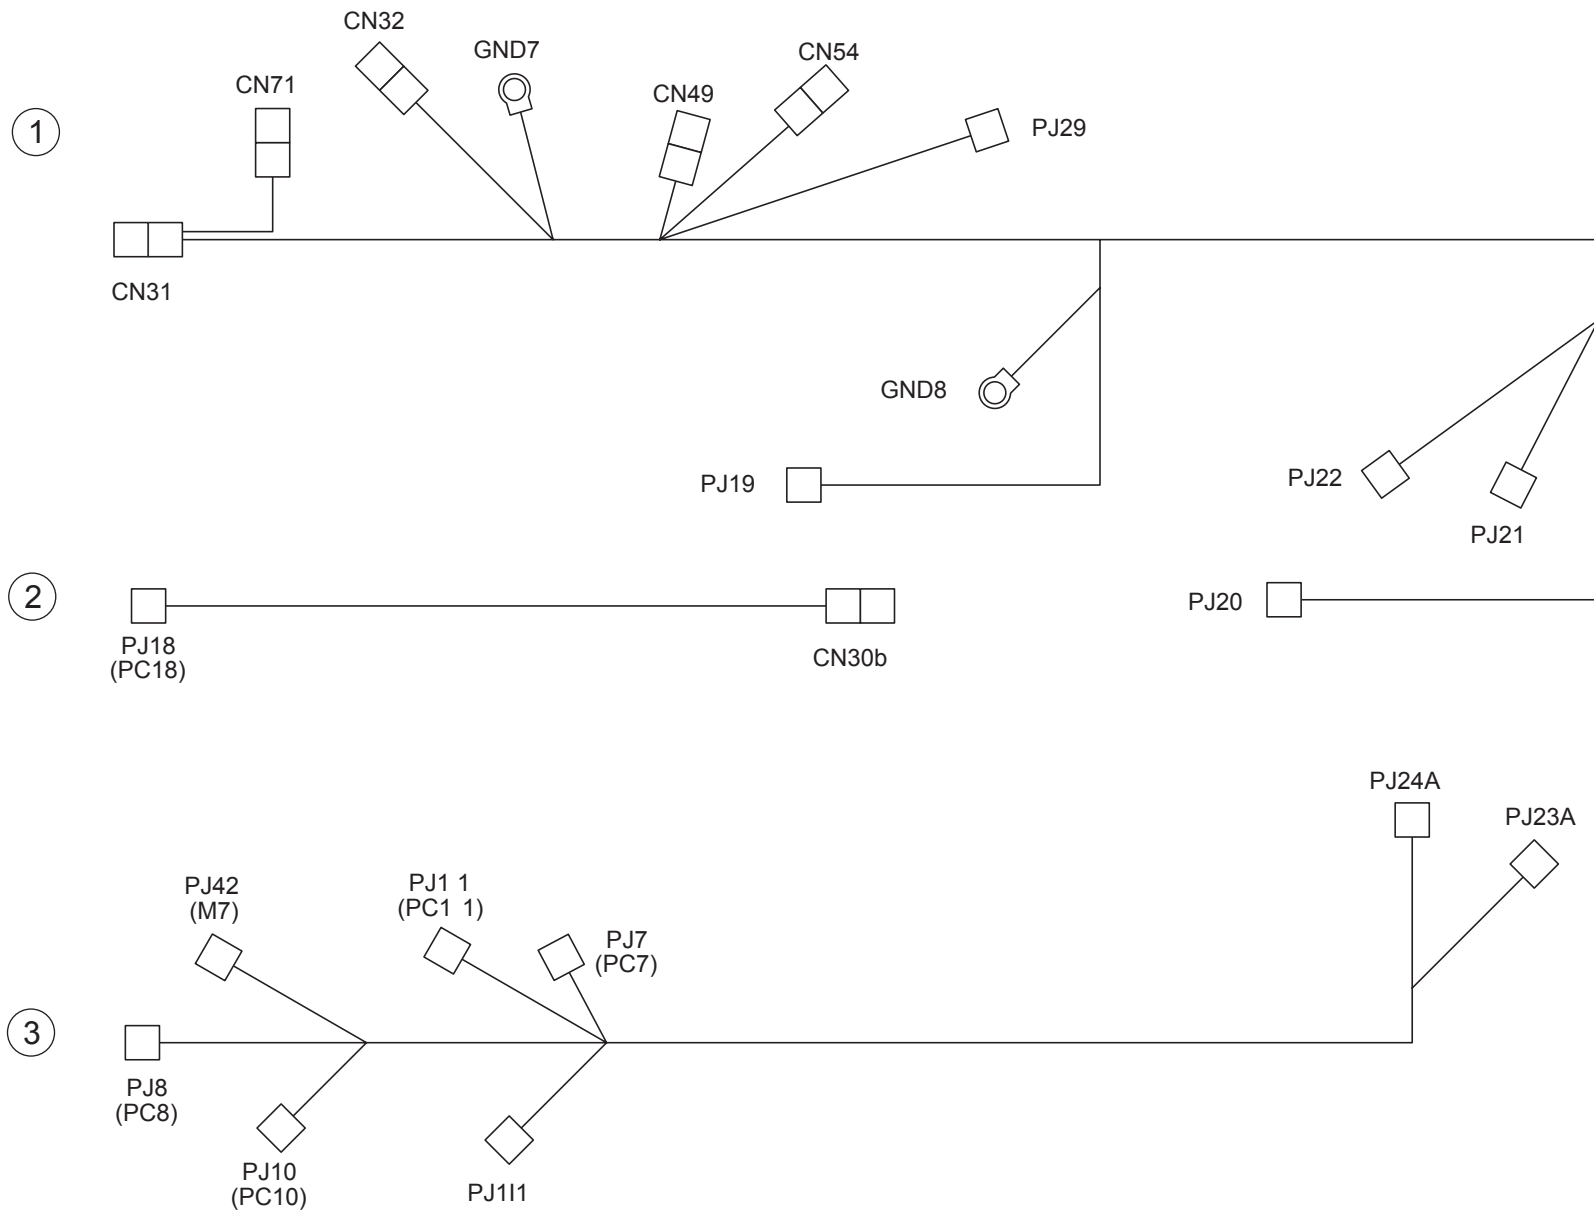 CN32
GND7
CN54
CN71
CN49
1
PJ29
CN31
GND8
PJ19
PJ22
PJ21
2
PJ20
PJ18
(PC18)
CN30b
PJ24A
PJ23A
PJ42
(M7)
PJ1 1
(PC1 1)
PJ7
(PC7)
3
PJ8
(PC8)
PJ10
(PC10)
PJ1I1